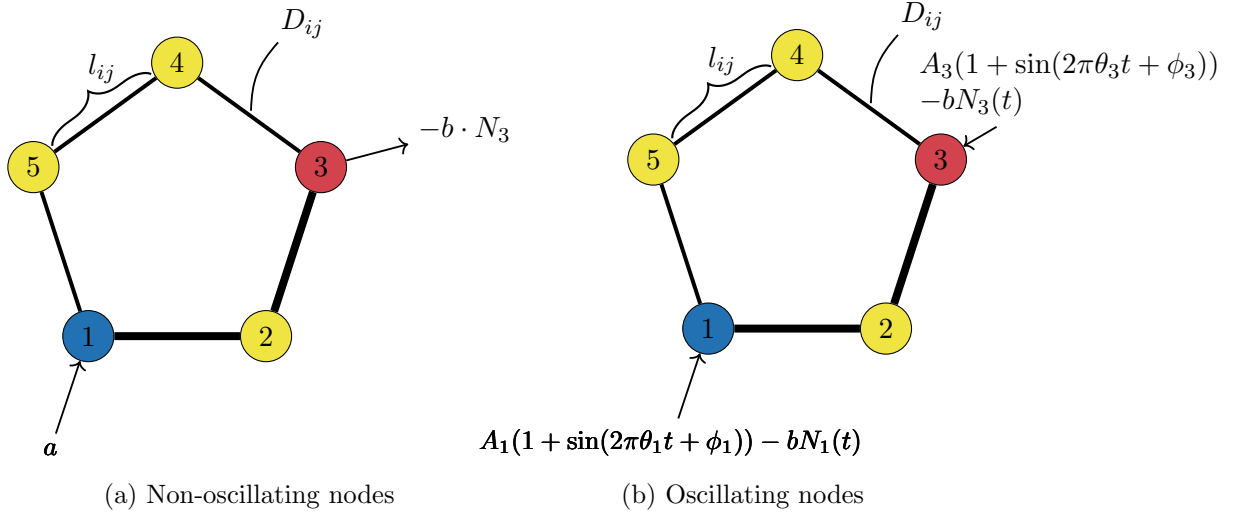 D_{ij}
l_{ij}
4
5
3
−b · N_3
1
2
a
(a) Non-oscillating nodes
D_{ij}
l_{ij}
4
A_3(1 + sin(2πθ_3t + ϕ_3))
−bN_3(t)
5
3
1
2
A_1(1 + sin(2πθ_1t + ϕ_1)) − bN_1(t)
(b) Oscillating nodes